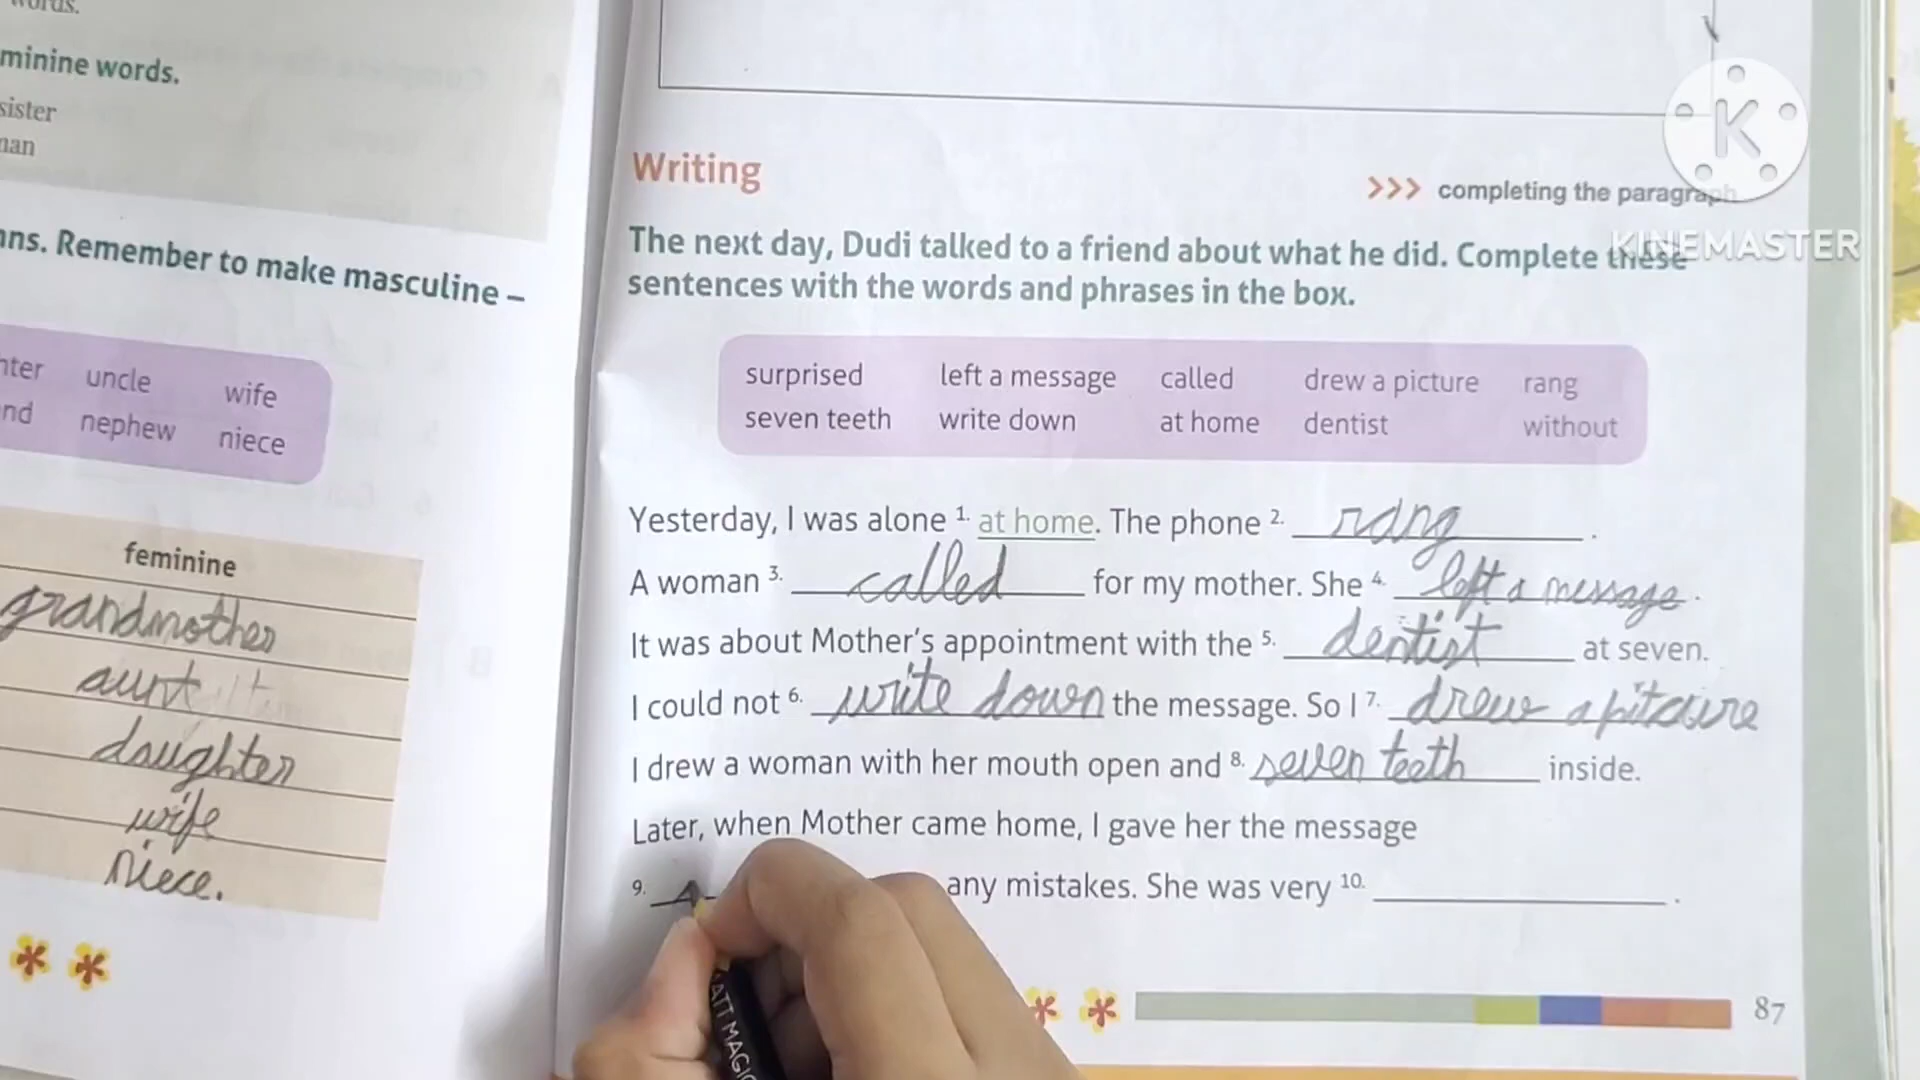 words.
minine words.
sister
man
ns. Remember to make masculine –
hter uncle wife
nd nephew niece
feminine
grandmother
aunt
daughter
wife
niece.
Writing
>>> completing the paragraph
The next day, Dudi talked to a friend about what he did. Complete these
sentences with the words and phrases in the box.
surprised left a message called drew a picture rang
seven teeth write down at home dentist without
Yesterday, I was alone 1. at home. The phone 2. rang .
A woman 3. called for my mother. She 4. left a message .
It was about Mother's appointment with the 5. dentist at seven.
I could not 6. write down the message. So I 7. drew a pitcure
I drew a woman with her mouth open and 8. seven teeth inside.
Later, when Mother came home, I gave her the message
9. any mistakes. She was very 10. .
87
K
KINEMASTER
ATT MAGIC